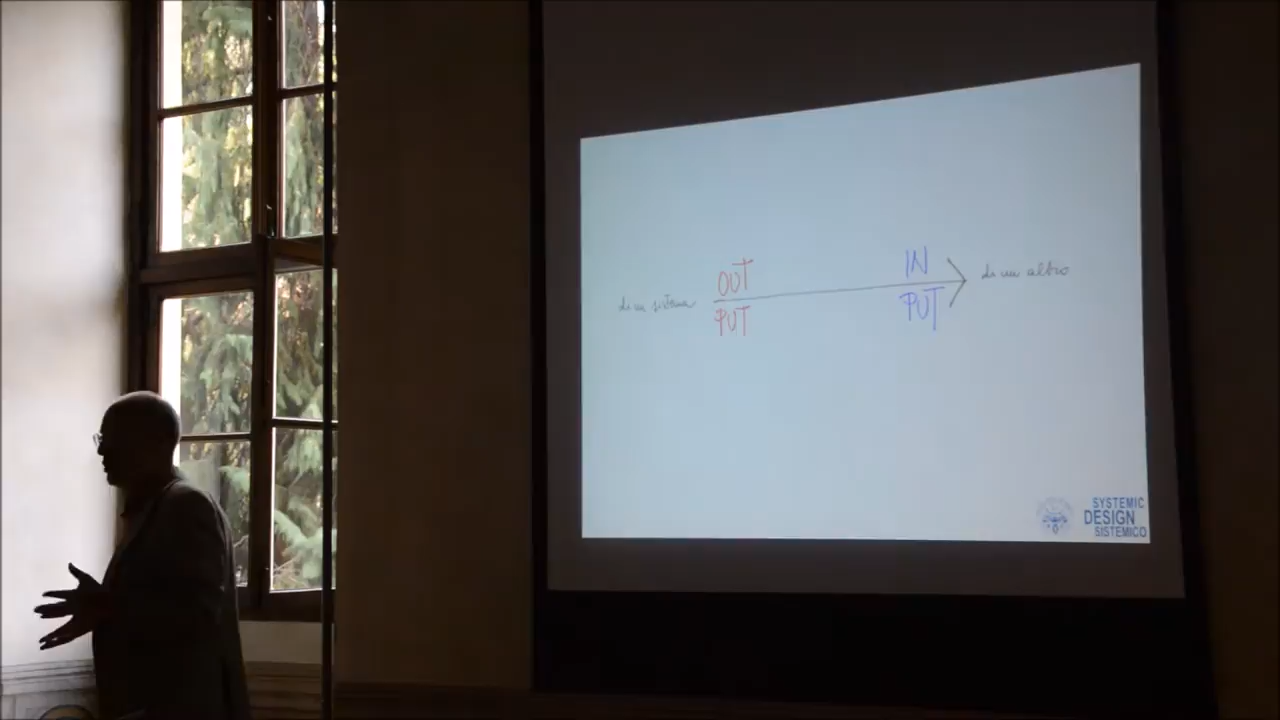 di un sistema
OUT
PUT
IN
PUT
di un altro
SYSTEMIC
DESIGN
SISTEMICO